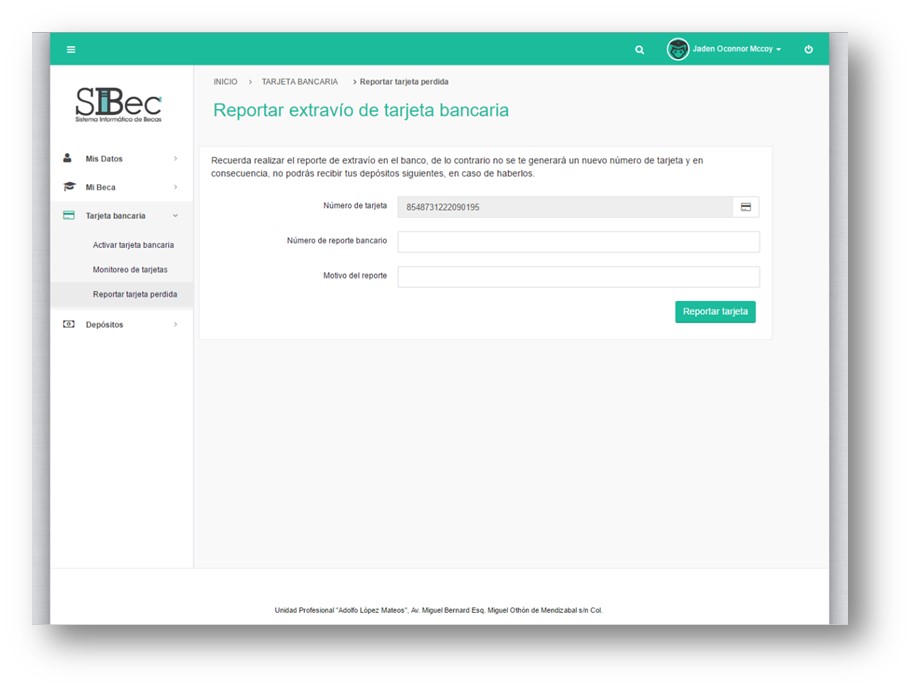 Jaden Oconnor Mccoy
SIBec
Sistema Informático de Becas
INICIO > TARJETA BANCARIA > Reportar tarjeta perdida
Reportar extravío de tarjeta bancaria
Mis Datos
Mi Beca
Tarjeta bancaria
Activar tarjeta bancaria
Monitoreo de tarjetas
Reportar tarjeta perdida
Depósitos
Recuerda realizar el reporte de extravío en el banco, de lo contrario no se te generará un nuevo número de tarjeta y en
consecuencia, no podrás recibir tus depósitos siguientes, en caso de haberlos.
Número de tarjeta 8548731222090195
Número de reporte bancario
Motivo del reporte
Reportar tarjeta
Unidad Profesional "Adolfo López Mateos", Av. Miguel Bernard Esq. Miguel Othón de Mendizabal s/n Col.